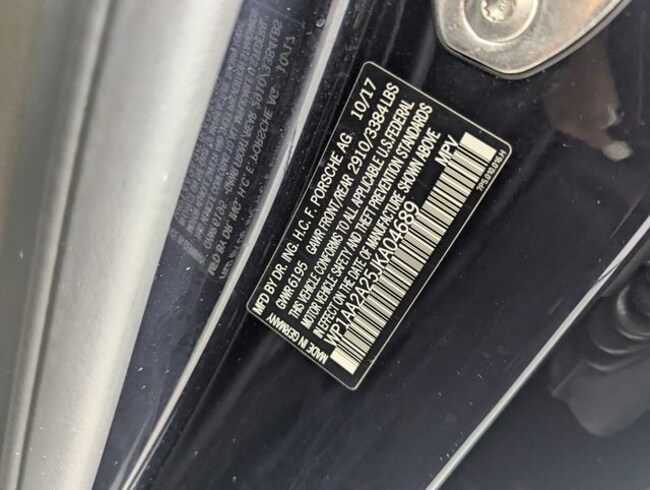 MFD BY DR. ING. H.C. F. PORSCHE AG 10/17
GVWR 6195 GAWR FRONT/REAR 2910/3384 LBS
THIS VEHICLE CONFORMS TO ALL APPLICABLE U.S. FEDERAL
MOTOR VEHICLE SAFETY AND THEFT PREVENTION STANDARDS
IN EFFECT ON THE DATE OF MANUFACTURE SHOWN ABOVE
WP1AA2A25JKA04689 MPV
MADE IN GERMANY